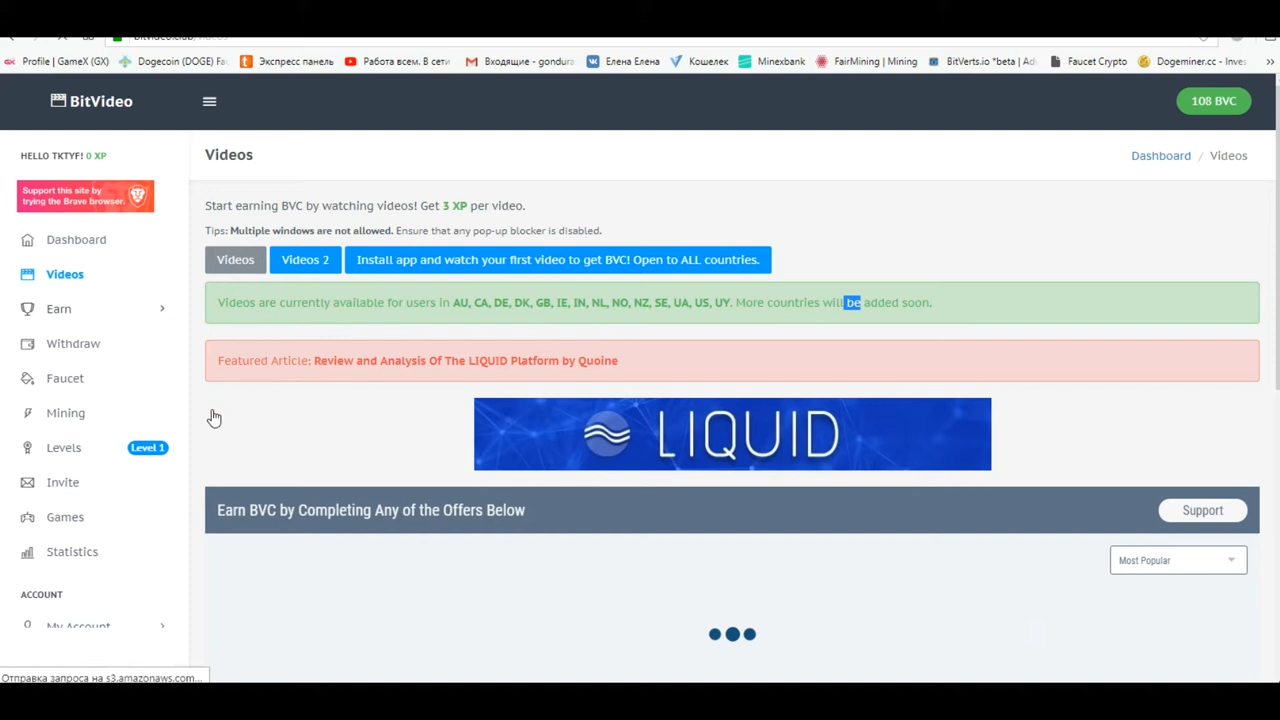 Profile | GameX (GX) Dogecoin (DOGE) Fa Экспресс панель Работа всем. В сети Входящие - gondura Елена Елена Кошелек Minexbank FairMining | Mining BitVerts.io *beta | Ad Faucet Crypto Dogeminer.cc - Inves
BitVideo
108 BVC
HELLO TKTYF! 0 XP
Support this site by
trying the Brave browser.
Dashboard
Videos
Earn
Withdraw
Faucet
Mining
Levels Level 1
Invite
Games
Statistics
ACCOUNT
My Account
Videos
Dashboard / Videos
Start earning BVC by watching videos! Get 3 XP per video.
Tips: Multiple windows are not allowed. Ensure that any pop-up blocker is disabled.
Videos Videos 2 Install app and watch your first video to get BVC! Open to ALL countries.
Videos are currently available for users in AU, CA, DE, DK, GB, IE, IN, NL, NO, NZ, SE, UA, US, UY. More countries will be added soon.
Featured Article: Review and Analysis Of The LIQUID Platform by Quoine
LIQUID
Earn BVC by Completing Any of the Offers Below
Support
Most Popular
Отправка запроса на s3.amazonaws.com...